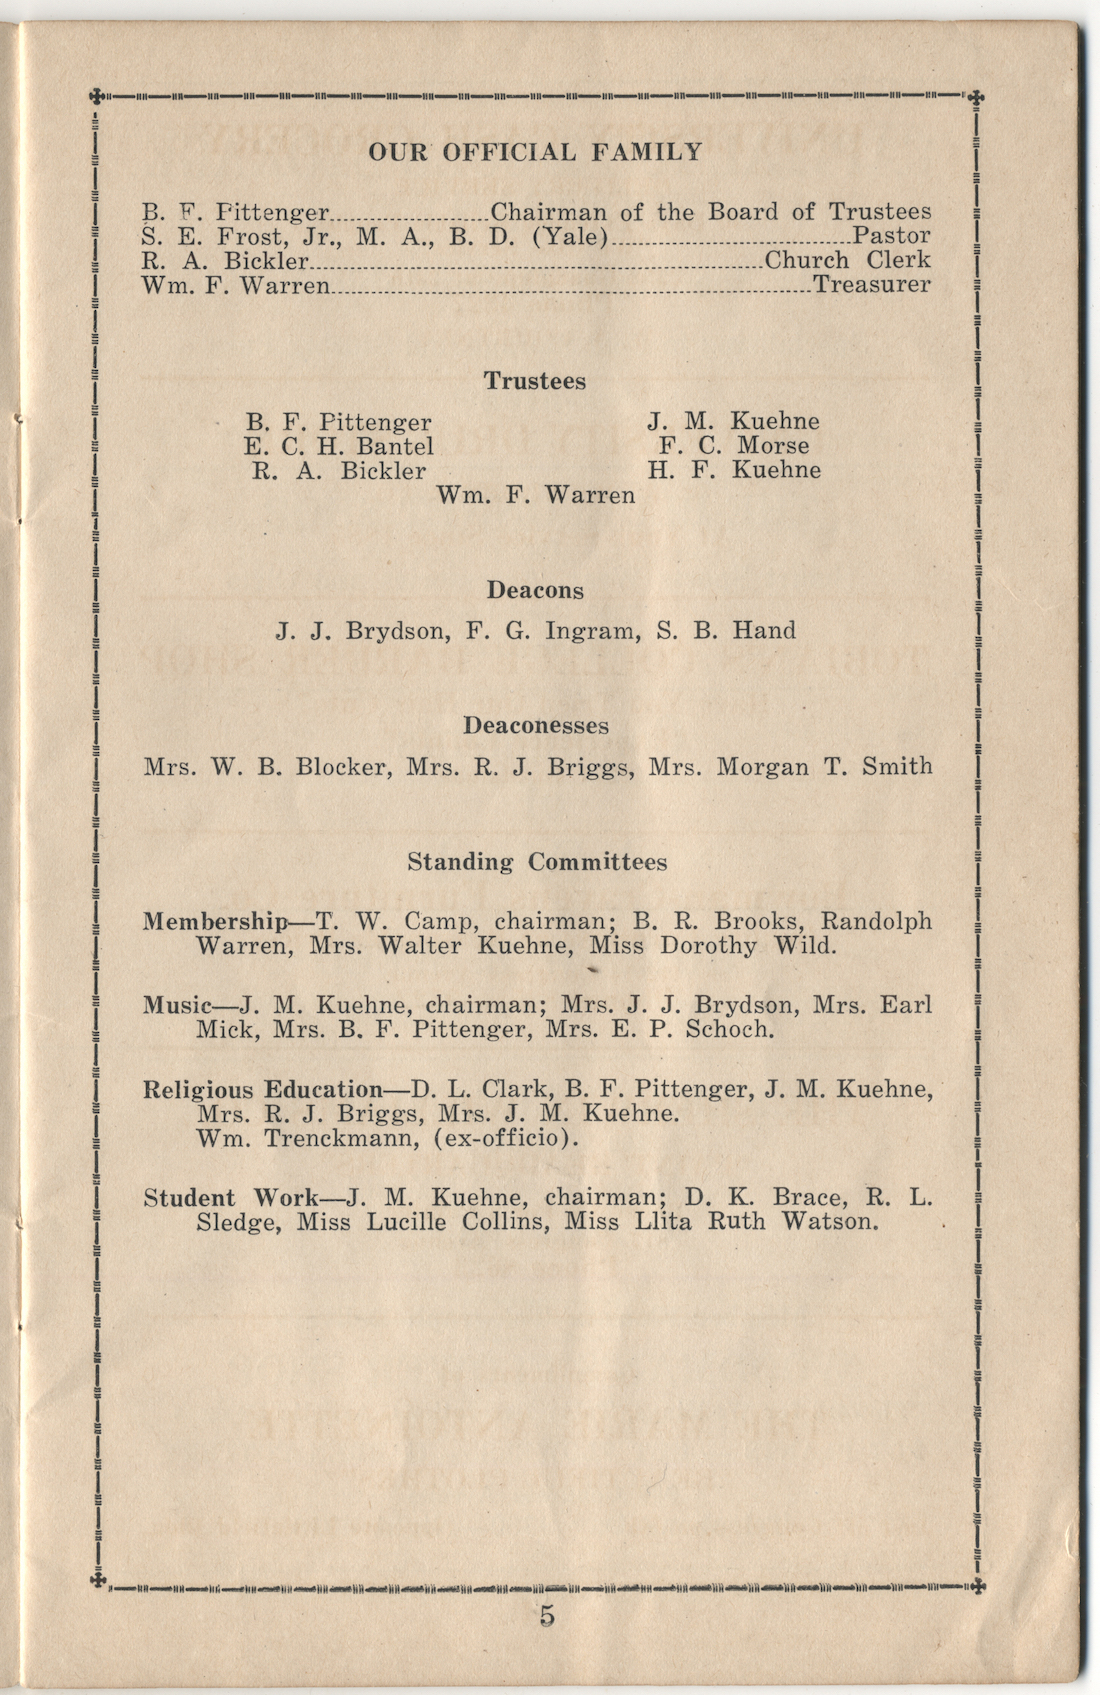 OUR OFFICIAL FAMILY
B. F. Pittenger......................Chairman of the Board of Trustees
S. E. Frost, Jr., M. A., B. D. (Yale)................................Pastor
R. A. Bickler..............................................................Church Clerk
Wm. F. Warren..................................................................Treasurer
Trustees
B. F. Pittenger J. M. Kuehne
E. C. H. Bantel F. C. Morse
R. A. Bickler H. F. Kuehne
Wm. F. Warren
Deacons
J. J. Brydson, F. G. Ingram, S. B. Hand
Deaconesses
Mrs. W. B. Blocker, Mrs. R. J. Briggs, Mrs. Morgan T. Smith
Standing Committees
Membership—T. W. Camp, chairman; B. R. Brooks, Randolph
Warren, Mrs. Walter Kuehne, Miss Dorothy Wild.
Music—J. M. Kuehne, chairman; Mrs. J. J. Brydson, Mrs. Earl
Mick, Mrs. B. F. Pittenger, Mrs. E. P. Schoch.
Religious Education—D. L. Clark, B. F. Pittenger, J. M. Kuehne,
Mrs. R. J. Briggs, Mrs. J. M. Kuehne.
Wm. Trenckmann, (ex-officio).
Student Work—J. M. Kuehne, chairman; D. K. Brace, R. L.
Sledge, Miss Lucille Collins, Miss Llita Ruth Watson.
5